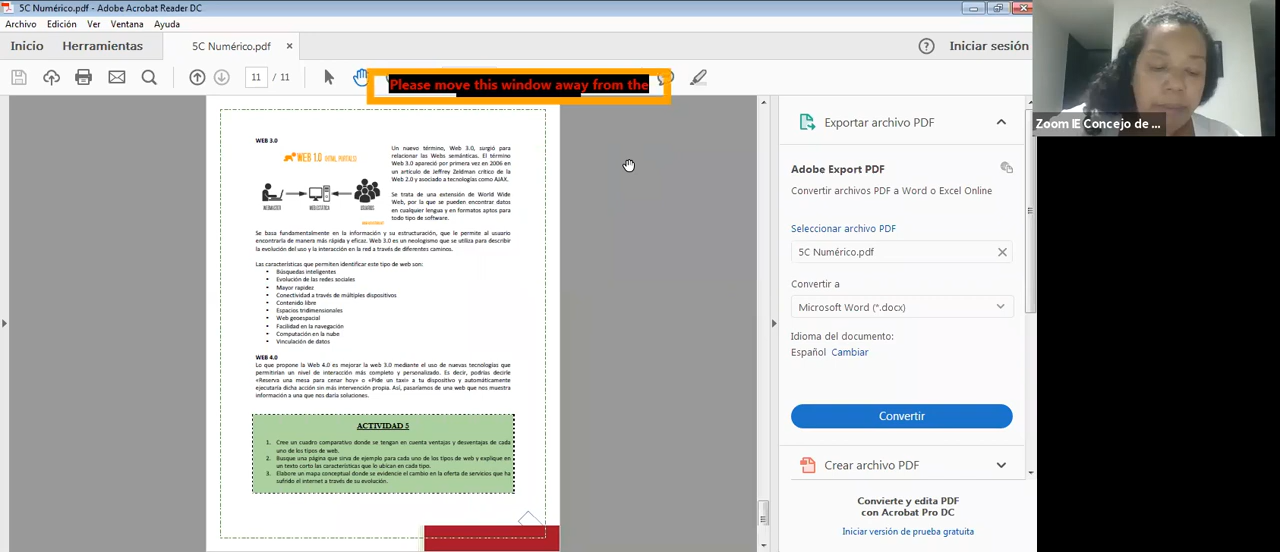 5C Numérico.pdf - Adobe Acrobat Reader DC
Archivo Edición Ver Ventana Ayuda
Inicio Herramientas 5C Numérico.pdf Iniciar sesión
11 / 11
Please move this window away from the
Zoom IE Concejo de ...
WEB 3.0
WEB 1.0
Un nuevo término, Web 3.0, surgió para
relacionar las Webs semánticas. El término
Web 3.0 apareció por primera vez en 2006 en
un artículo de Jeffrey Zeldman crítico de la
Web 2.0 y asociado a tecnologías como AJAX.
Se trata de una extensión de World Wide
Web, por la que se pueden encontrar datos
en cualquier lengua y en formatos aptos para
todo tipo de software.
WEBMASTER USUARIOS
Se basa fundamentalmente en la información y su estructuración, que le permite al usuario
encontrarla de manera más rápida y eficaz. Web 3.0 es un neologismo que se utiliza para describir
la evolución del uso y la interacción en la red a través de diferentes caminos.
Las características que permiten identificar este tipo de web son:
• Búsquedas inteligentes
• Evolución de las redes sociales
• Mayor rapidez
• Conectividad a través de múltiples dispositivos
• Contenido libre
• Espacios tridimensionales
• Web geoespacial
• Facilidad en la navegación
• Computación en la nube
• Vinculación de datos
WEB 4.0
Lo que propone la Web 4.0 es mejorar la web 3.0 mediante el uso de nuevas tecnologías que
permitirían un nivel de interacción más completo y personalizado. Es decir, podrías decirle
«Reserva una mesa para cenar hoy» o «Pide un taxi» a tu dispositivo y automáticamente
ejecutaría dicha acción sin más intervención propia. Así, pasaríamos de una web que nos muestra
información a una que nos daría soluciones.
ACTIVIDAD 5
1. Cree un cuadro comparativo donde se tengan en cuenta ventajas y desventajas de cada
uno de los tipos de web.
2. Busque una página que sirva de ejemplo para cada uno de los tipos de web y explique en
un texto corto las características que lo ubican en cada tipo.
3. Elabore un mapa conceptual donde se evidencie el cambio en la oferta de servicios que ha
sufrido el internet a través de su evolución.
Exportar archivo PDF
Adobe Export PDF
Convertir archivos PDF a Word o Excel Online
Seleccionar archivo PDF
5C Numérico.pdf
Convertir a
Microsoft Word (*.docx)
Idioma del documento:
Español Cambiar
Convertir
Crear archivo PDF
Convierte y edita PDF
con Acrobat Pro DC
Iniciar versión de prueba gratuita